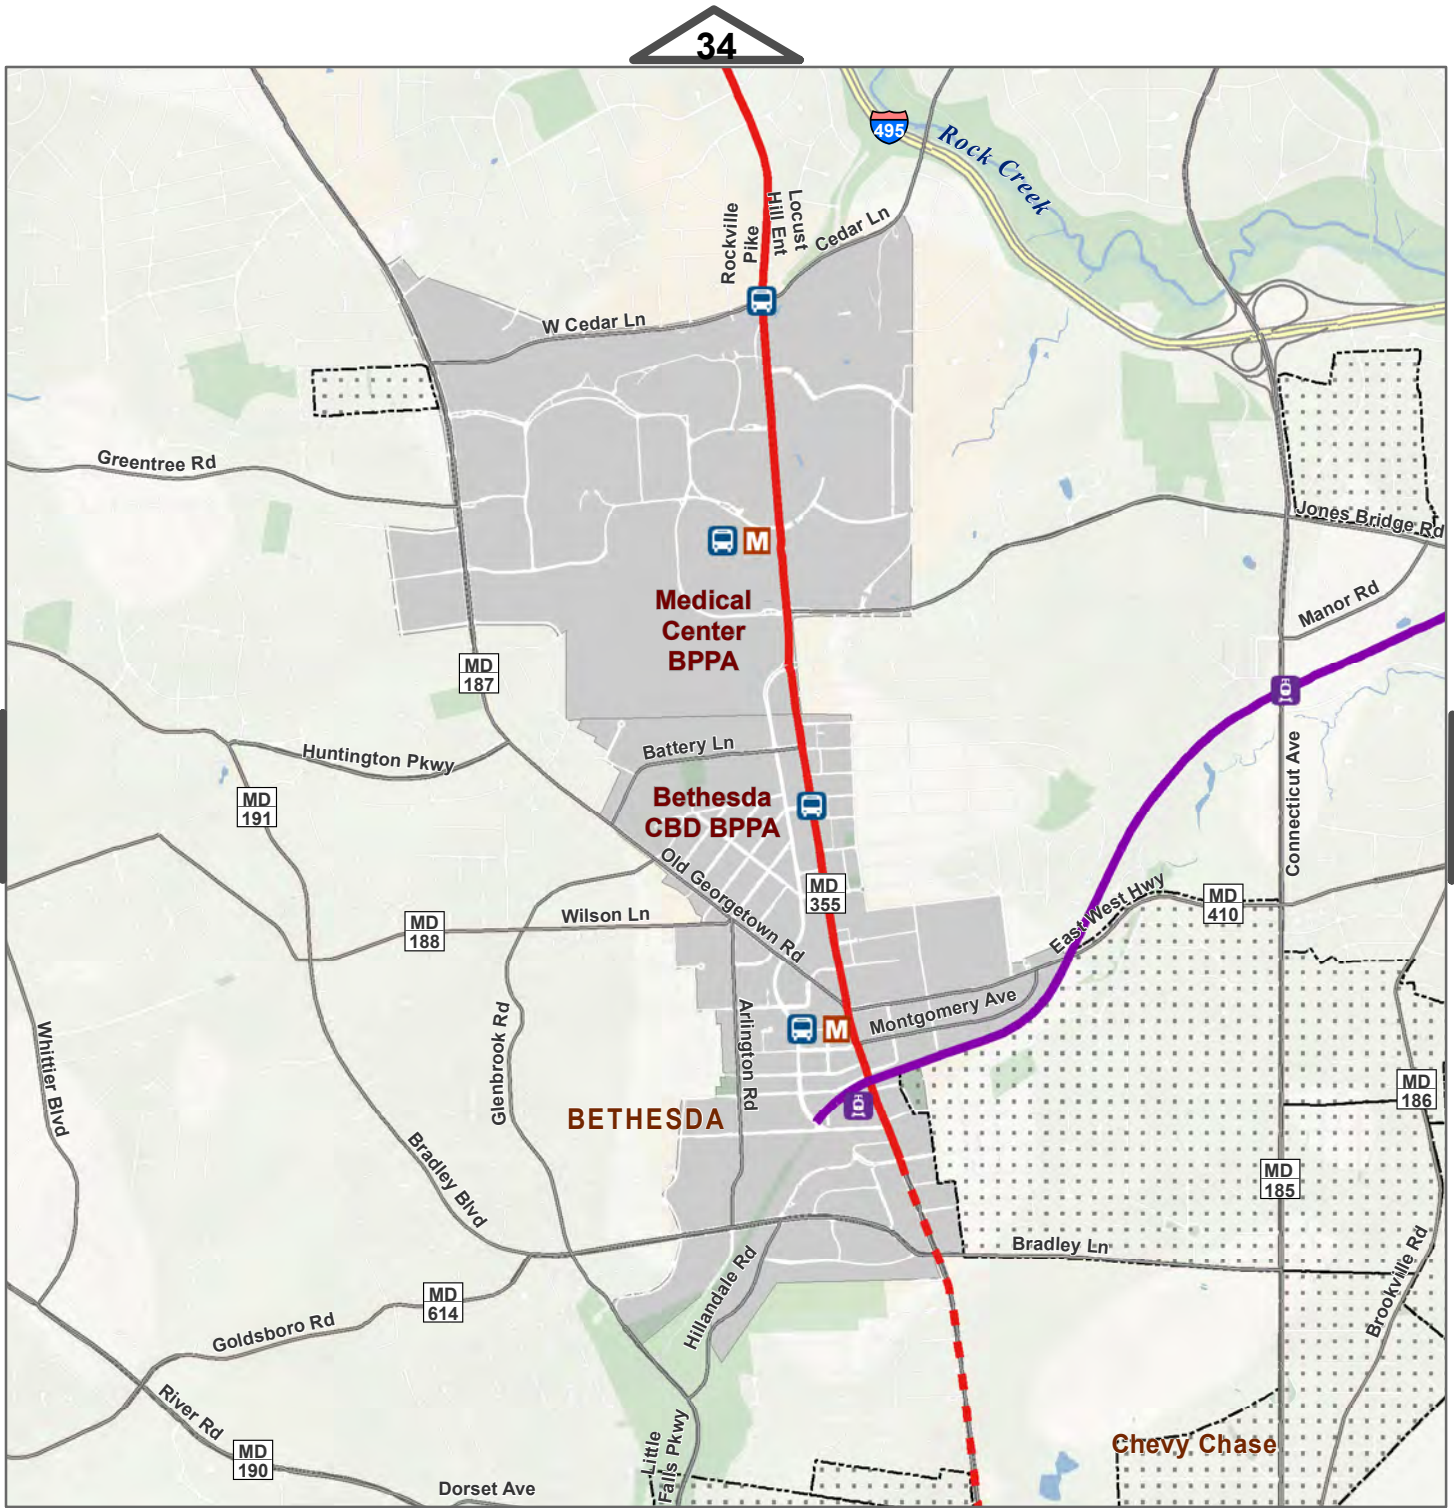 34
495
Rock Creek
Locust
Hill Ent
Rockville
Pike
Cedar Ln
W Cedar Ln
Greentree Rd
Jones Bridge Rd
M
Medical
Center
BPPA
Manor Rd
MD
187
Huntington Pkwy
Battery Ln
Connecticut Ave
MD
191
Bethesda
CBD BPPA
Old Georgetown Rd
MD
355
East West Hwy
MD
410
Wilson Ln
MD
188
Montgomery Ave
Arlington Rd
M
Glenbrook Rd
Whittier Blvd
BETHESDA
MD
186
Bradley Blvd
MD
185
Bradley Ln
Brookville Rd
Hillandale Rd
MD
614
Goldsboro Rd
River Rd
MD
190
Little
Falls Pkwy
Chevy Chase
Dorset Ave